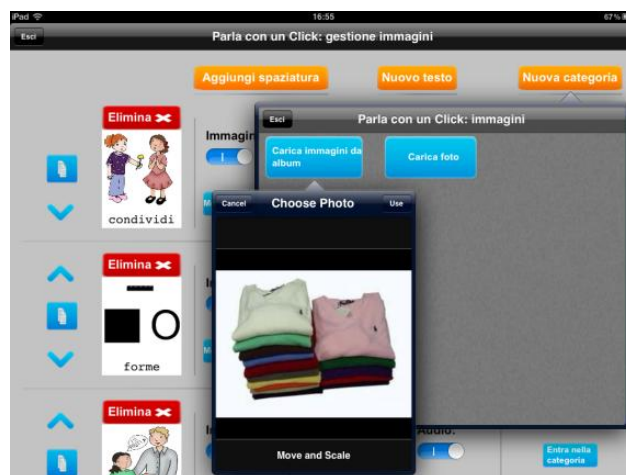 iPad 16:55 67%
Esci Parla con un Click: gestione immagini
Aggiungi spaziatura Nuovo testo Nuova categoria
Elimina
condividi
Immagin
Esci Parla con un Click: immagini
Carica immagini da
album
Carica foto
Cancel Choose Photo Use
Move and Scale
Elimina
forme
Elimina
Audio:
Entra nella
categoria